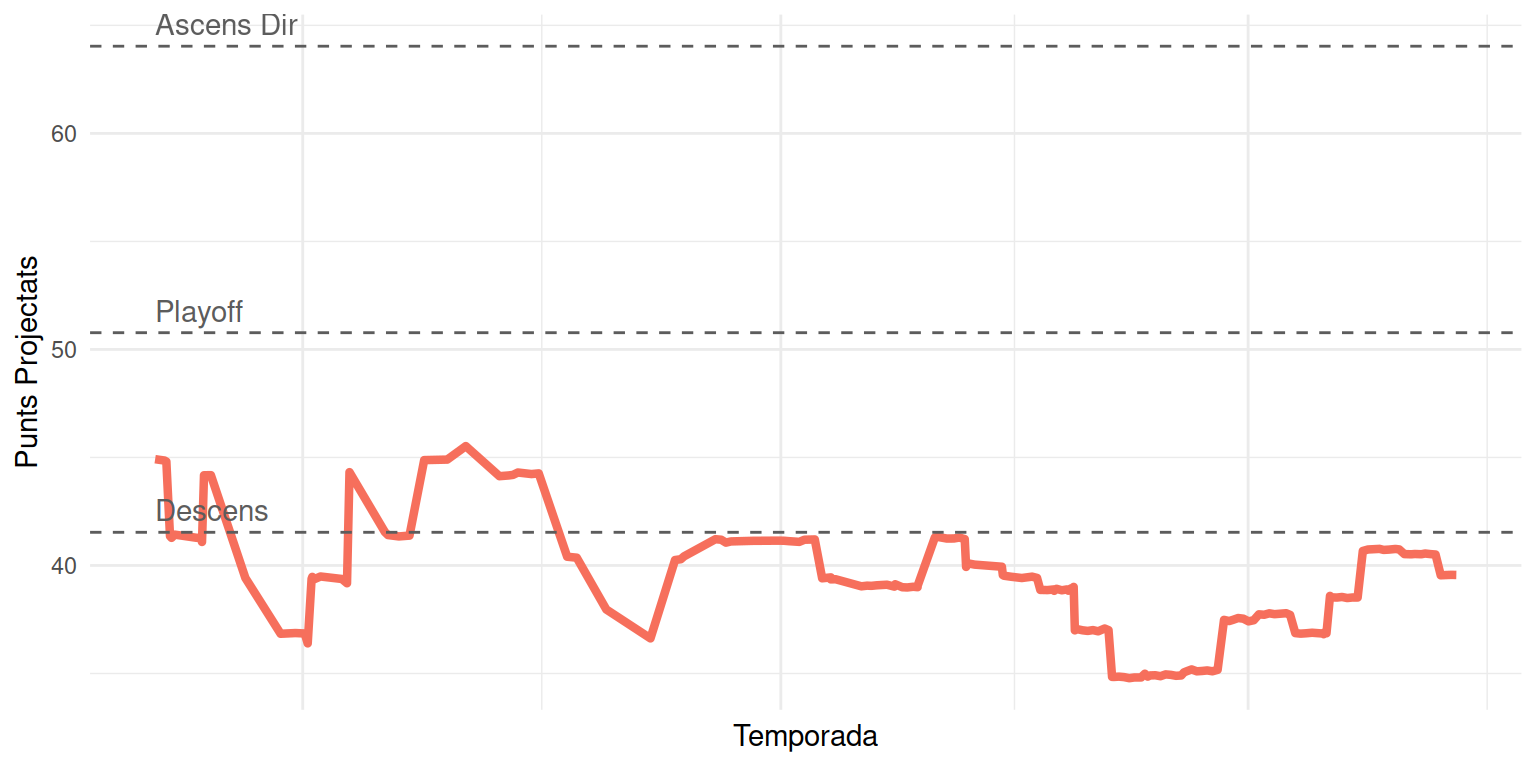 Ascens Dir
60
Playoff
50
Descens
40
Punts Projectats
Temporada